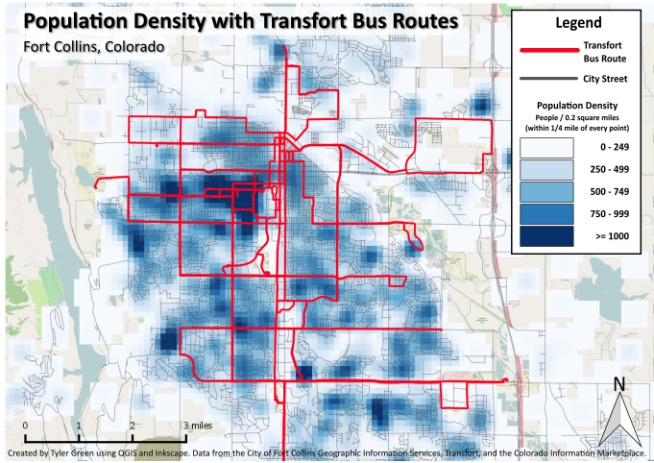 Population Density with Transfort Bus Routes
Fort Collins, Colorado
Legend
Transfort
Bus Route
City Street
Population Density
People / 0.2 square miles
(within 1/4 mile of every point)
0 - 249
250 - 499
500 - 749
750 - 999
>= 1000
N
0 1 2 3 miles
Created by Tyler Green using QGIS and Inkscape. Data from the City of Fort Collins Geographic Information Services, Transfort, and the Colorado Information Marketplace.